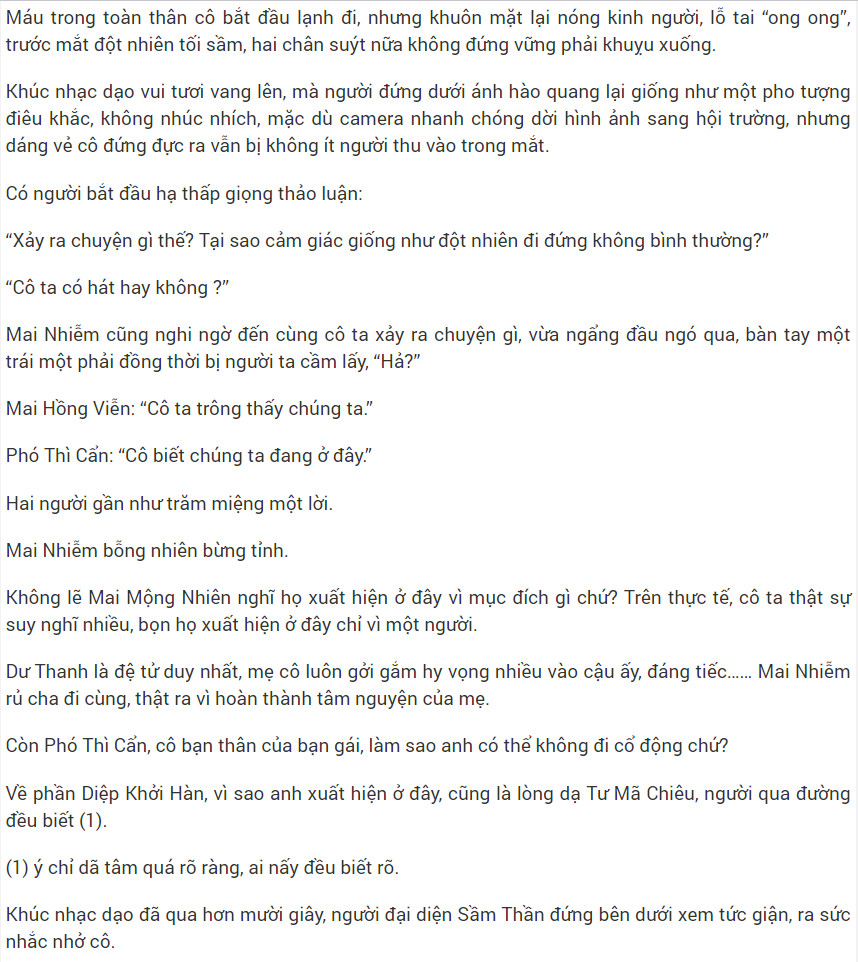 Máu trong toàn thân cô bắt đầu lạnh đi, nhưng khuôn mặt lại nóng kinh người, lỗ tai “ong ong”,
trước mắt đột nhiên tối sầm, hai chân suýt nữa không đứng vững phải khuỵu xuống.
Khúc nhạc dạo vui tươi vang lên, mà người đứng dưới ánh hào quang lại giống như một pho tượng
điêu khắc, không nhúc nhích, mặc dù camera nhanh chóng dời hình ảnh sang hội trường, nhưng
dáng vẻ cô đứng đực ra vẫn bị không ít người thu vào trong mắt.
Có người bắt đầu hạ thấp giọng thảo luận:
“Xảy ra chuyện gì thế? Tại sao cảm giác giống như đột nhiên đi đứng không bình thường?”
“Cô ta có hát hay không ?”
Mai Nhiễm cũng nghi ngờ đến cùng cô ta xảy ra chuyện gì, vừa ngẩng đầu ngó qua, bàn tay một
trái một phải đồng thời bị người ta cầm lấy, “Hả?”
Mai Hồng Viễn: “Cô ta trông thấy chúng ta.”
Phó Thì Cẩn: “Cô biết chúng ta đang ở đây.”
Hai người gần như trăm miệng một lời.
Mai Nhiễm bỗng nhiên bừng tỉnh.
Không lẽ Mai Mộng Nhiên nghĩ họ xuất hiện ở đây vì mục đích gì chứ? Trên thực tế, cô ta thật sự
suy nghĩ nhiều, bọn họ xuất hiện ở đây chỉ vì một người.
Dư Thanh là đệ tử duy nhất, mẹ cô luôn gởi gắm hy vọng nhiều vào cậu ấy, đáng tiếc...... Mai Nhiễm
rủ cha đi cùng, thật ra vì hoàn thành tâm nguyện của mẹ.
Còn Phó Thì Cẩn, cô bạn thân của bạn gái, làm sao anh có thể không đi cổ động chứ?
Về phần Diệp Khởi Hàn, vì sao anh xuất hiện ở đây, cũng là lòng dạ Tư Mã Chiêu, người qua đường
đều biết (1).
(1) ý chỉ dã tâm quá rõ ràng, ai nấy đều biết rõ.
Khúc nhạc dạo đã qua hơn mười giây, người đại diện Sầm Thần đứng bên dưới xem tức giận, ra sức
nhắc nhở cô.